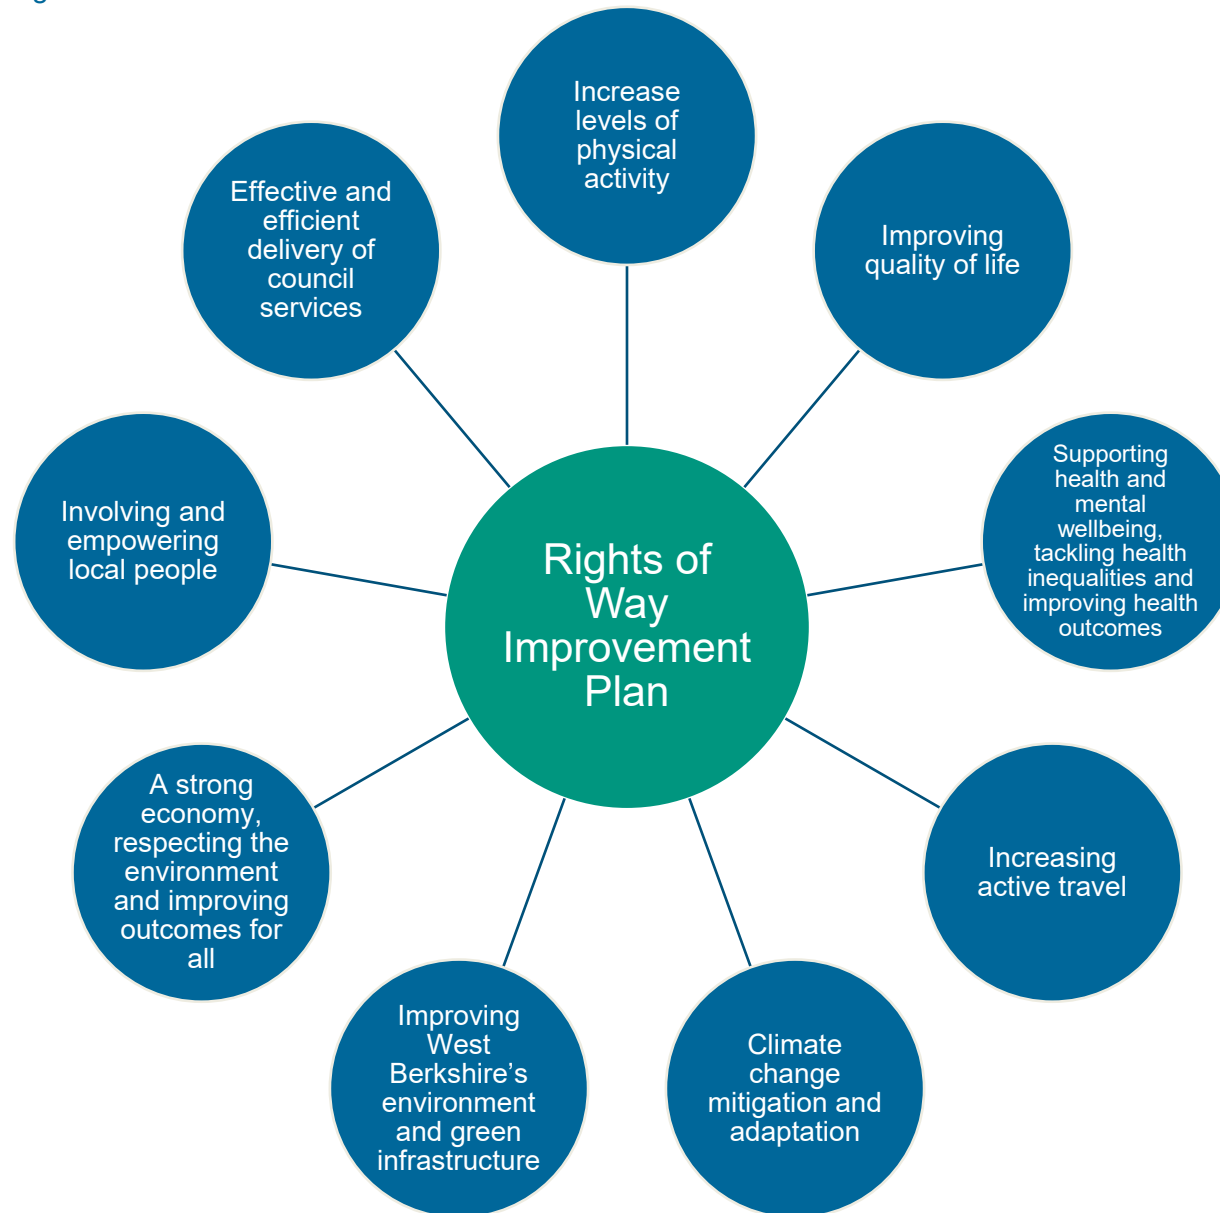 Increase
levels of
physical
activity
Improving
quality of life
Supporting
health and
mental
wellbeing,
tackling health
inequalities and
improving health
outcomes
Increasing
active travel
Climate
change
mitigation and
adaptation
Improving
West
Berkshire’s
environment
and green
infrastructure
A strong
economy,
respecting the
environment
and improving
outcomes for
all
Involving and
empowering
local people
Effective and
efficient
delivery of
council
services
Rights of
Way
Improvement
Plan